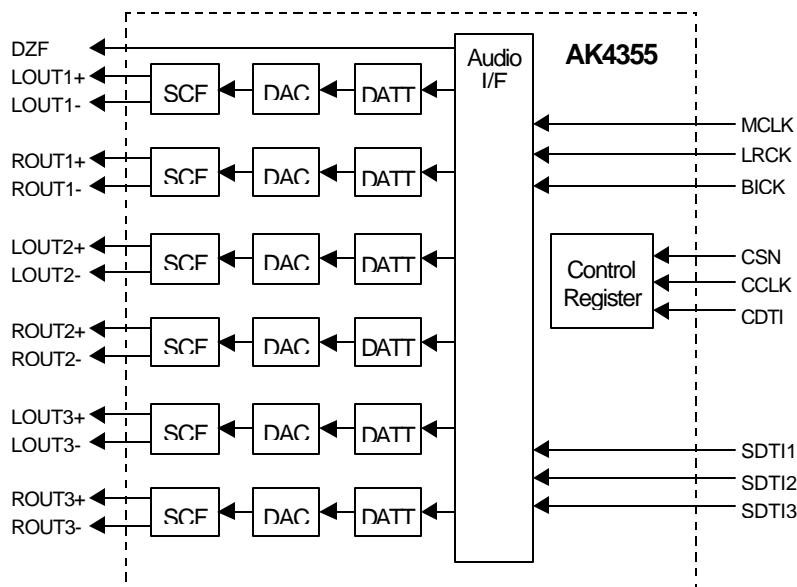 DZF
Audio
I/F
AK4355
LOUT1+
LOUT1-
SCF
DAC
DATT
MCLK
LRCK
BICK
ROUT1+
ROUT1-
SCF
DAC
DATT
LOUT2+
LOUT2-
SCF
DAC
DATT
Control
Register
CSN
CCLK
CDTI
ROUT2+
ROUT2-
SCF
DAC
DATT
LOUT3+
LOUT3-
SCF
DAC
DATT
SDTI1
SDTI2
SDTI3
ROUT3+
ROUT3-
SCF
DAC
DATT